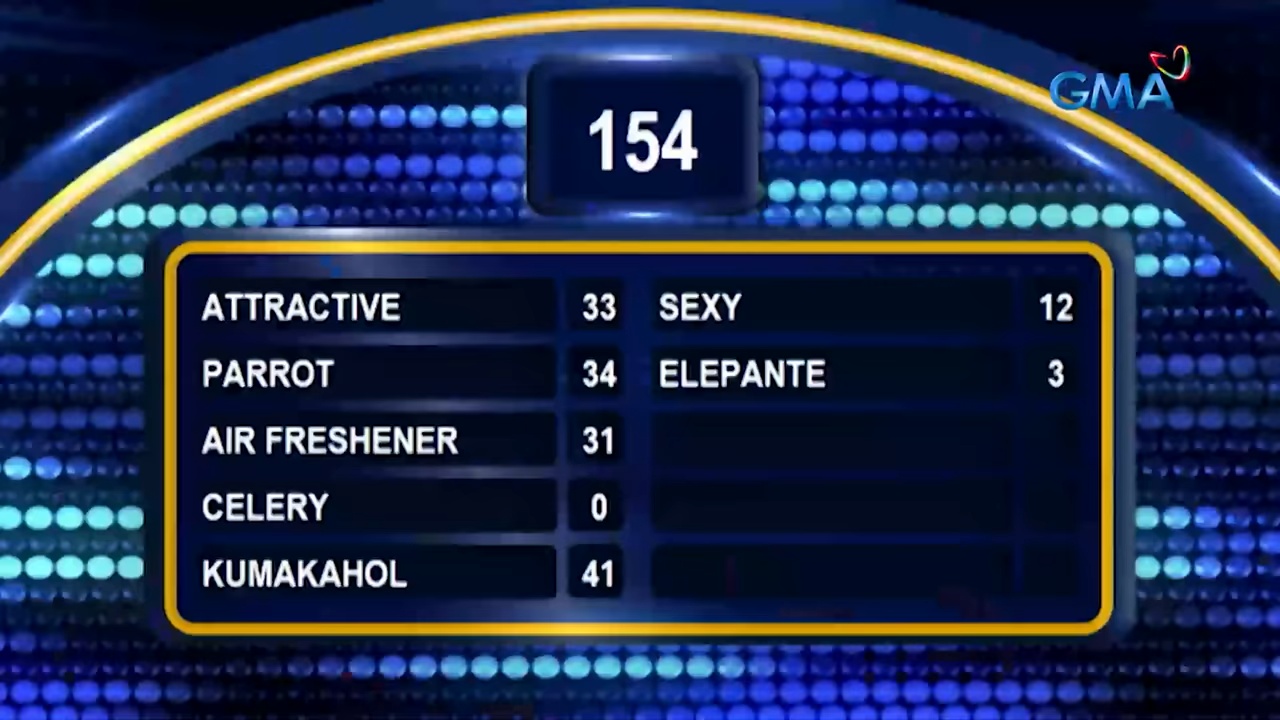 GMA
154
ATTRACTIVE 33 SEXY 12
PARROT 34 ELEPANTE 3
AIR FRESHENER 31
CELERY 0
KUMAKAHOL 41